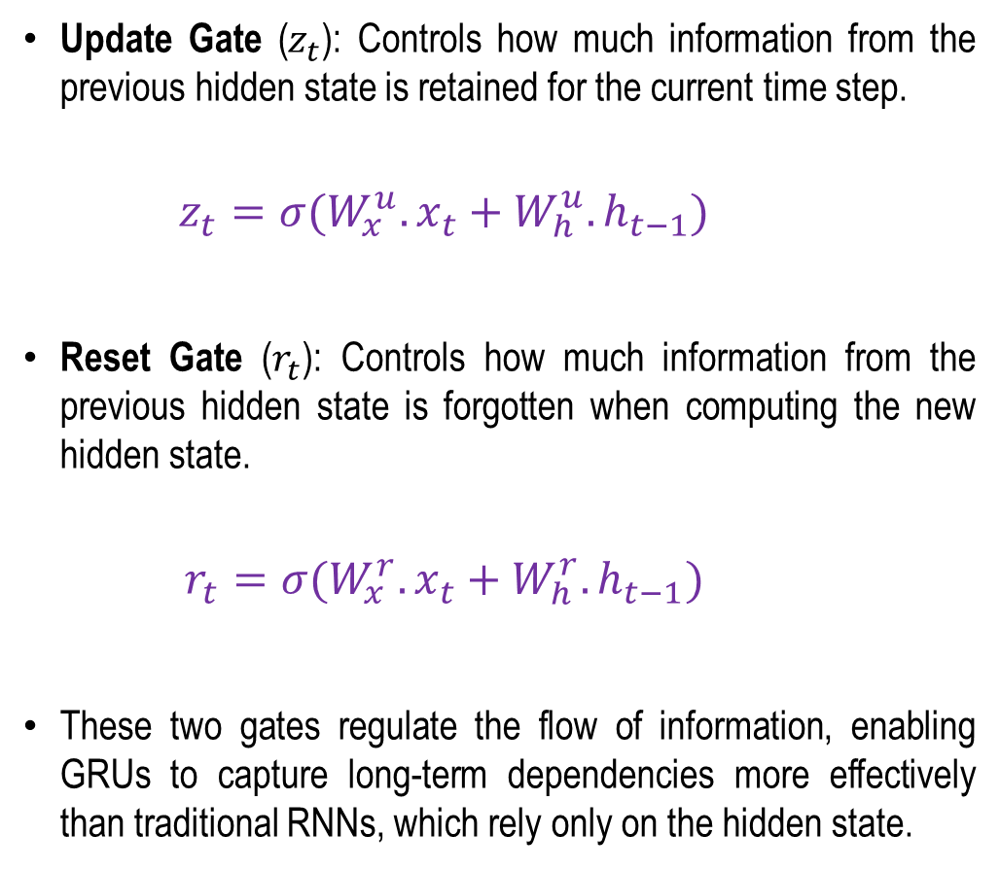 • Update Gate (z_t): Controls how much information from the
previous hidden state is retained for the current time step.
z_t = σ(W_x^u.x_t + W_h^u.h_{t−1})
• Reset Gate (r_t): Controls how much information from the
previous hidden state is forgotten when computing the new
hidden state.
r_t = σ(W_x^r.x_t + W_h^r.h_{t−1})
• These two gates regulate the flow of information, enabling
GRUs to capture long-term dependencies more effectively
than traditional RNNs, which rely only on the hidden state.